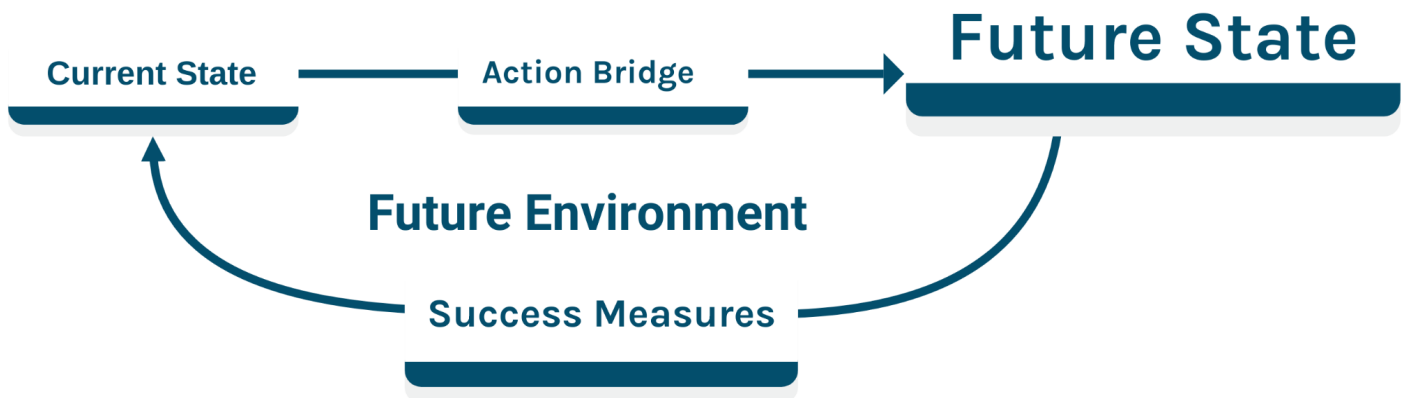 Future State
Current State
Action Bridge
Future Environment
Success Measures